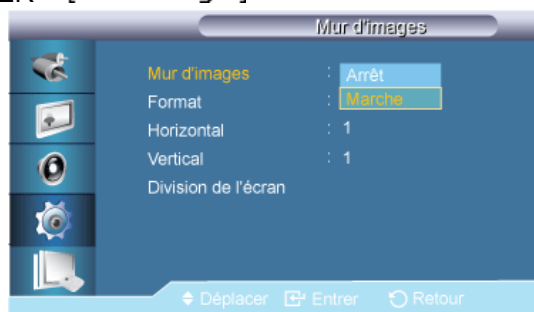 Mur d'images
Mur d'images : Arrêt
Format : Marche
Horizontal : 1
Vertical : 1
Division de l'écran
Déplacer Entrer Retour